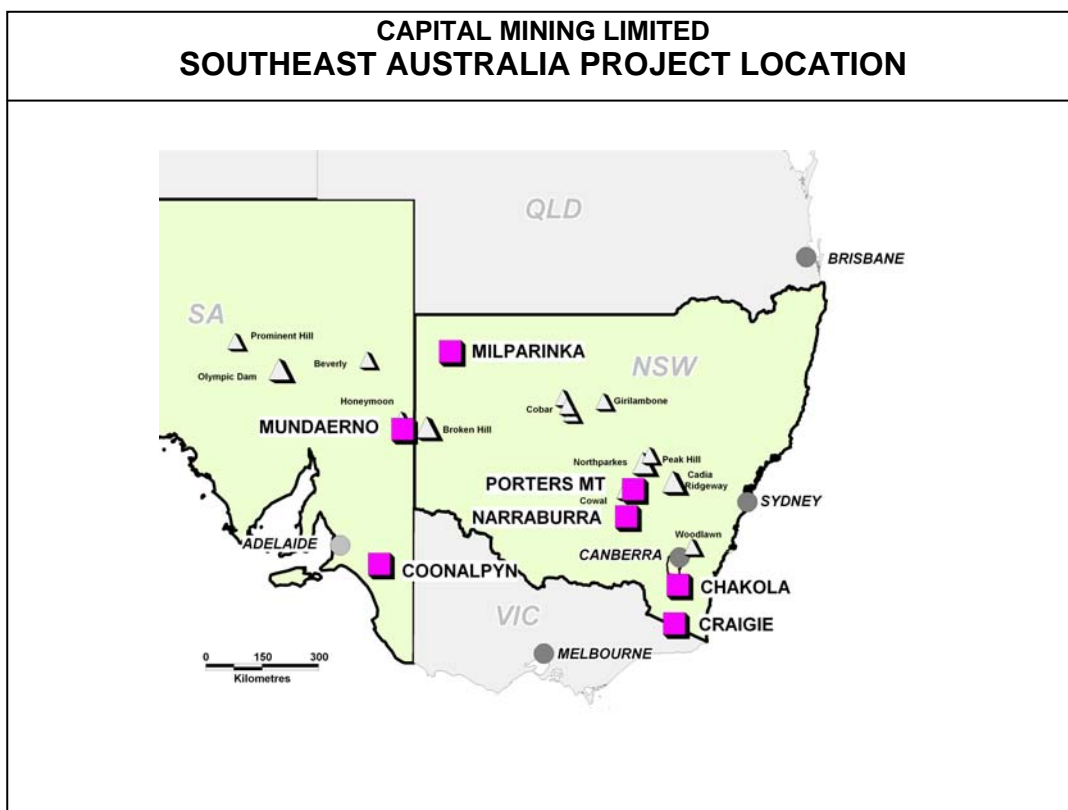 CAPITAL MINING LIMITED
SOUTHEAST AUSTRALIA PROJECT LOCATION
QLD
BRISBANE
SA
Prominent Hill
Olympic Dam
Beverly
MILPARINKA
NSW
Honeymoon
MUNDAERNO
Broken Hill
Cobar
Girilambone
Northparkes
Peak Hill
Cadia
Ridgeway
PORTERS MT
Cowal
NARRABURRA
SYDNEY
Woodlawn
ADELAIDE
CANBERRA
COONALPYN
CHAKOLA
VIC
CRAIGIE
MELBOURNE
0 150 300
Kilometres